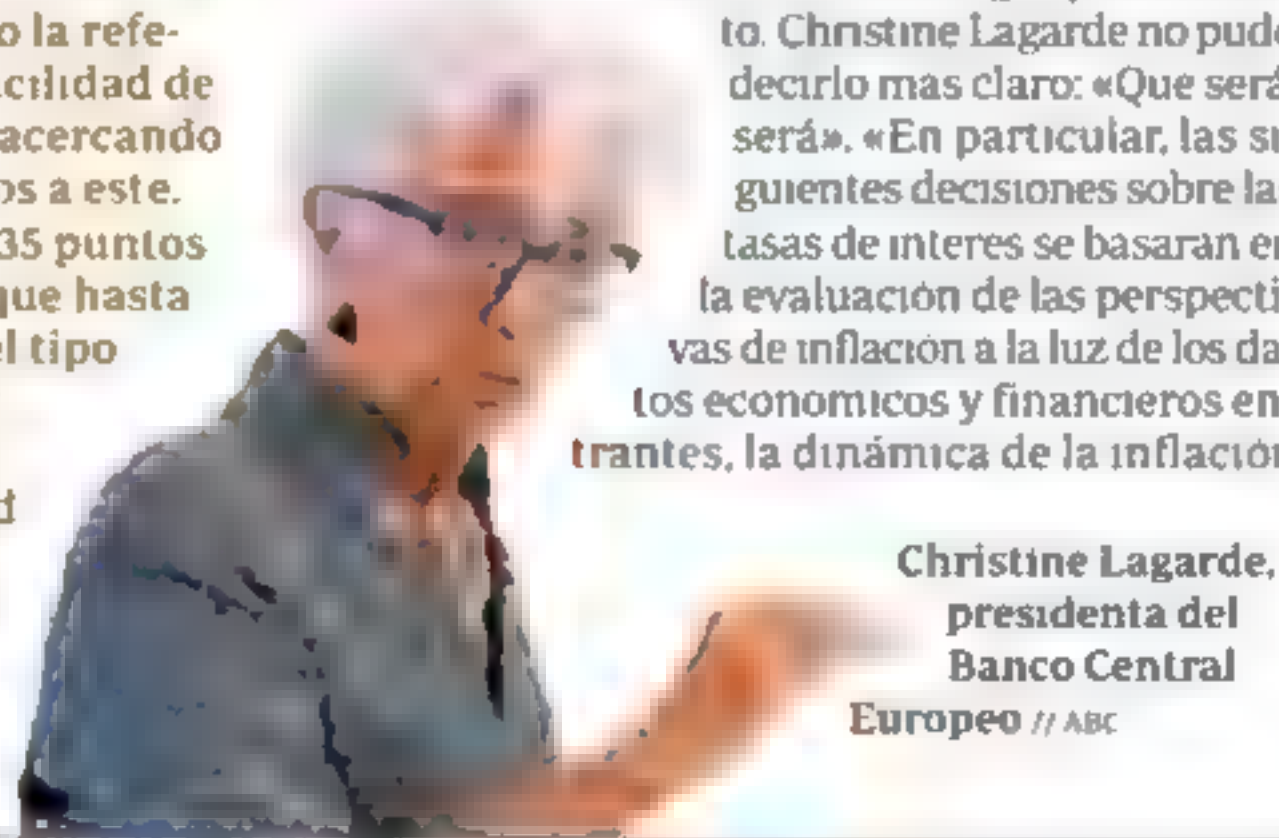 o la refe-
acilidad de
acercando
os a este.
35 puntos
que hasta
el tipo
to. Christine Lagarde no pudo
decirlo mas claro: «Que será
será». «En particular, las si
guientes decisiones sobre la
tasas de interes se basaran en
la evaluación de las perspecti
vas de inflación a la luz de los da
tos economicos y financieros en
trantes, la dinámica de la inflación
Christine Lagarde,
presidenta del
Banco Central
Europeo // ABC